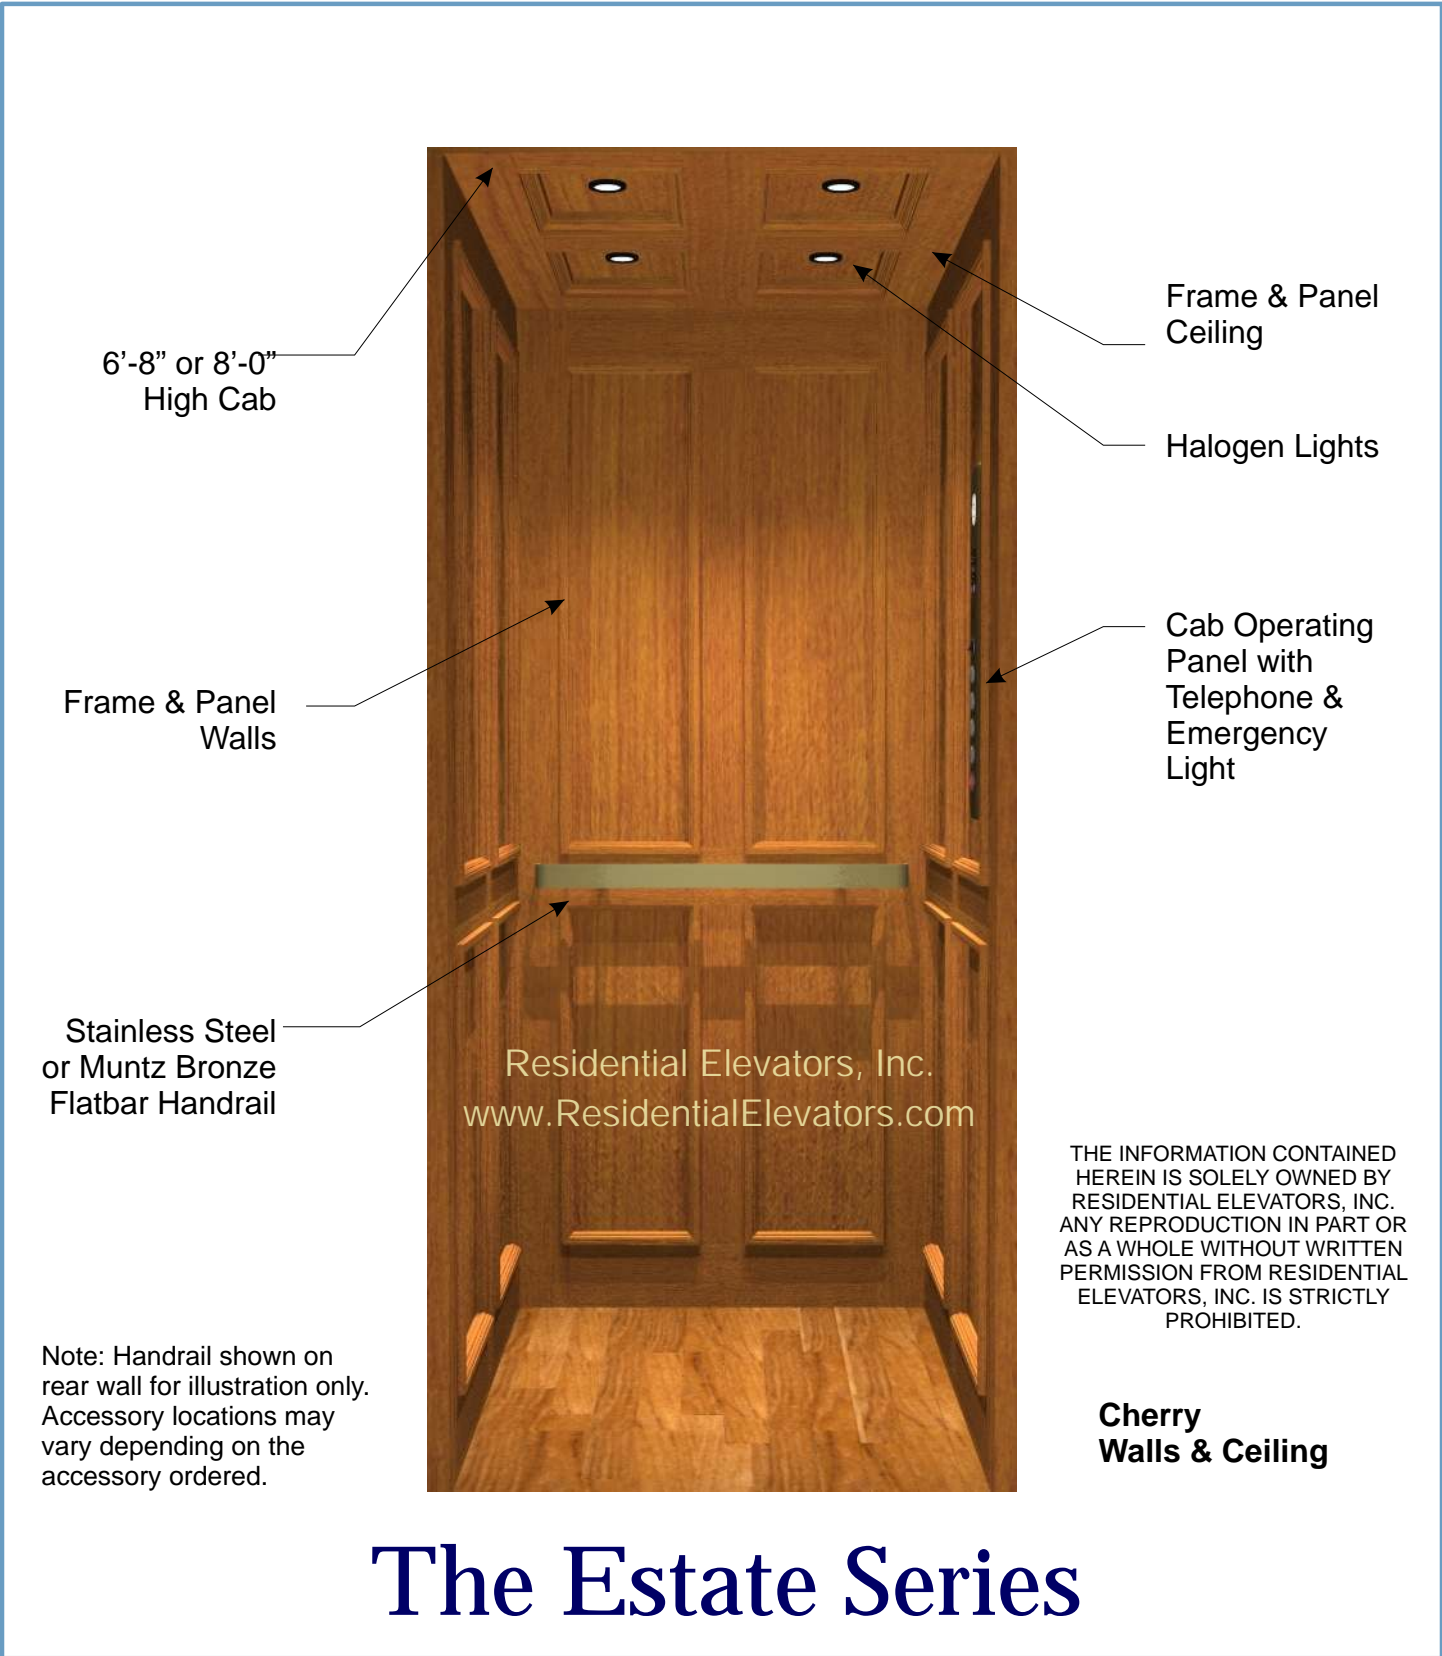 6’-8” or 8’-0”
High Cab
Frame & Panel
Ceiling
Halogen Lights
Cab Operating
Panel with
Telephone &
Emergency
Light
Frame & Panel
Walls
Stainless Steel
or Muntz Bronze
Flatbar Handrail
Residential Elevators, Inc.
www.ResidentialElevators.com
THE INFORMATION CONTAINED
HEREIN IS SOLELY OWNED BY
RESIDENTIAL ELEVATORS, INC.
ANY REPRODUCTION IN PART OR
AS A WHOLE WITHOUT WRITTEN
PERMISSION FROM RESIDENTIAL
ELEVATORS, INC. IS STRICTLY
PROHIBITED.
Note: Handrail shown on
rear wall for illustration only.
Accessory locations may
vary depending on the
accessory ordered.
Cherry
Walls & Ceiling
The Estate Series